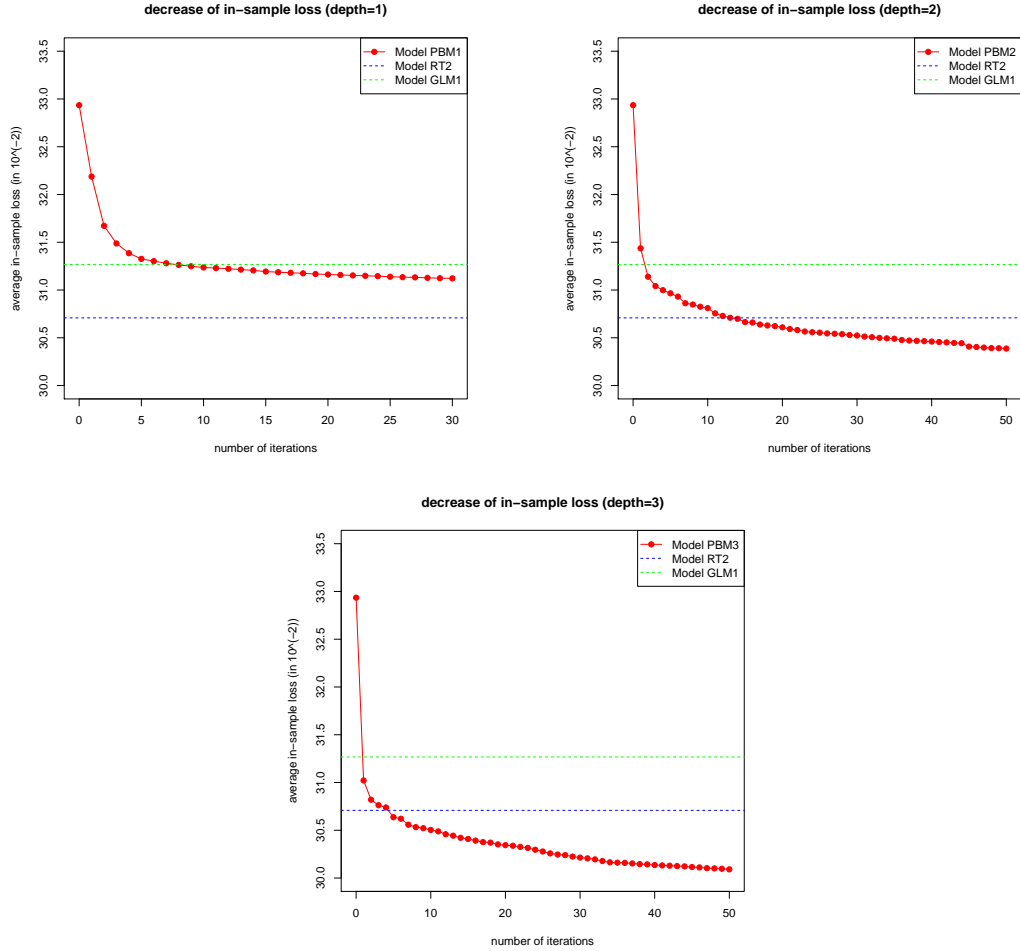 decrease of in−sample loss (depth=1)
33.5
33.0
32.5
32.0
31.5
31.0
30.5
30.0
average in−sample loss (in 10^(−2))
Model PBM1
Model RT2
Model GLM1
0 5 10 15 20 25 30
number of iterations
decrease of in−sample loss (depth=2)
33.5
33.0
32.5
32.0
31.5
31.0
30.5
30.0
average in−sample loss (in 10^(−2))
Model PBM2
Model RT2
Model GLM1
0 10 20 30 40 50
number of iterations
decrease of in−sample loss (depth=3)
33.5
33.0
32.5
32.0
31.5
31.0
30.5
30.0
average in−sample loss (in 10^(−2))
Model PBM3
Model RT2
Model GLM1
0 10 20 30 40 50
number of iterations